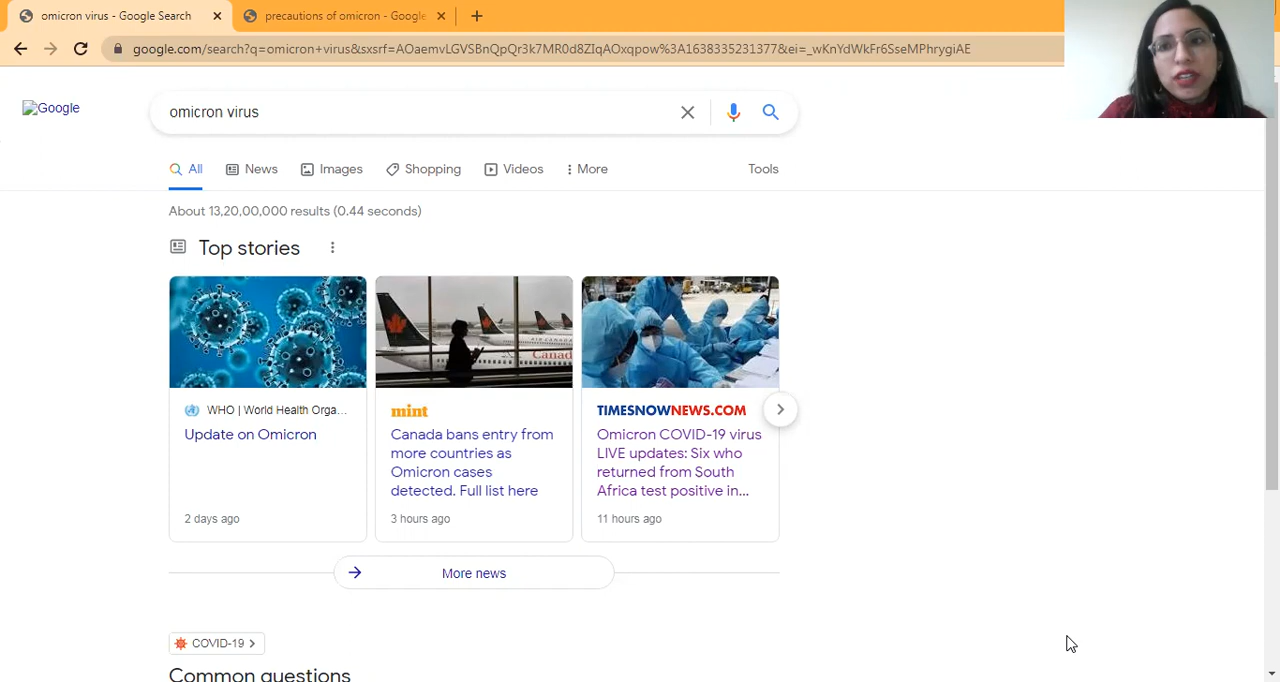 omicron virus - Google Search
precautions of omicron - Google
google.com/search?q=omicron+virus&sxsrf=AOaemvLGVSBnQpQr3k7MR0d8ZIqAOxqpow%3A1638335231377&ei=_wKnYdWkFr6SseMPhrygiAE
Google
omicron virus
All
News
Images
Shopping
Videos
More
Tools
About 13,20,00,000 results (0.44 seconds)
Top stories
WHO | World Health Orga...
Update on Omicron
2 days ago
AIR CANADA
Canada
mint
Canada bans entry from
more countries as
Omicron cases
detected. Full list here
3 hours ago
TIMESNOWNEWS.COM
Omicron COVID-19 virus
LIVE updates: Six who
returned from South
Africa test positive in...
11 hours ago
More news
COVID-19
Common questions